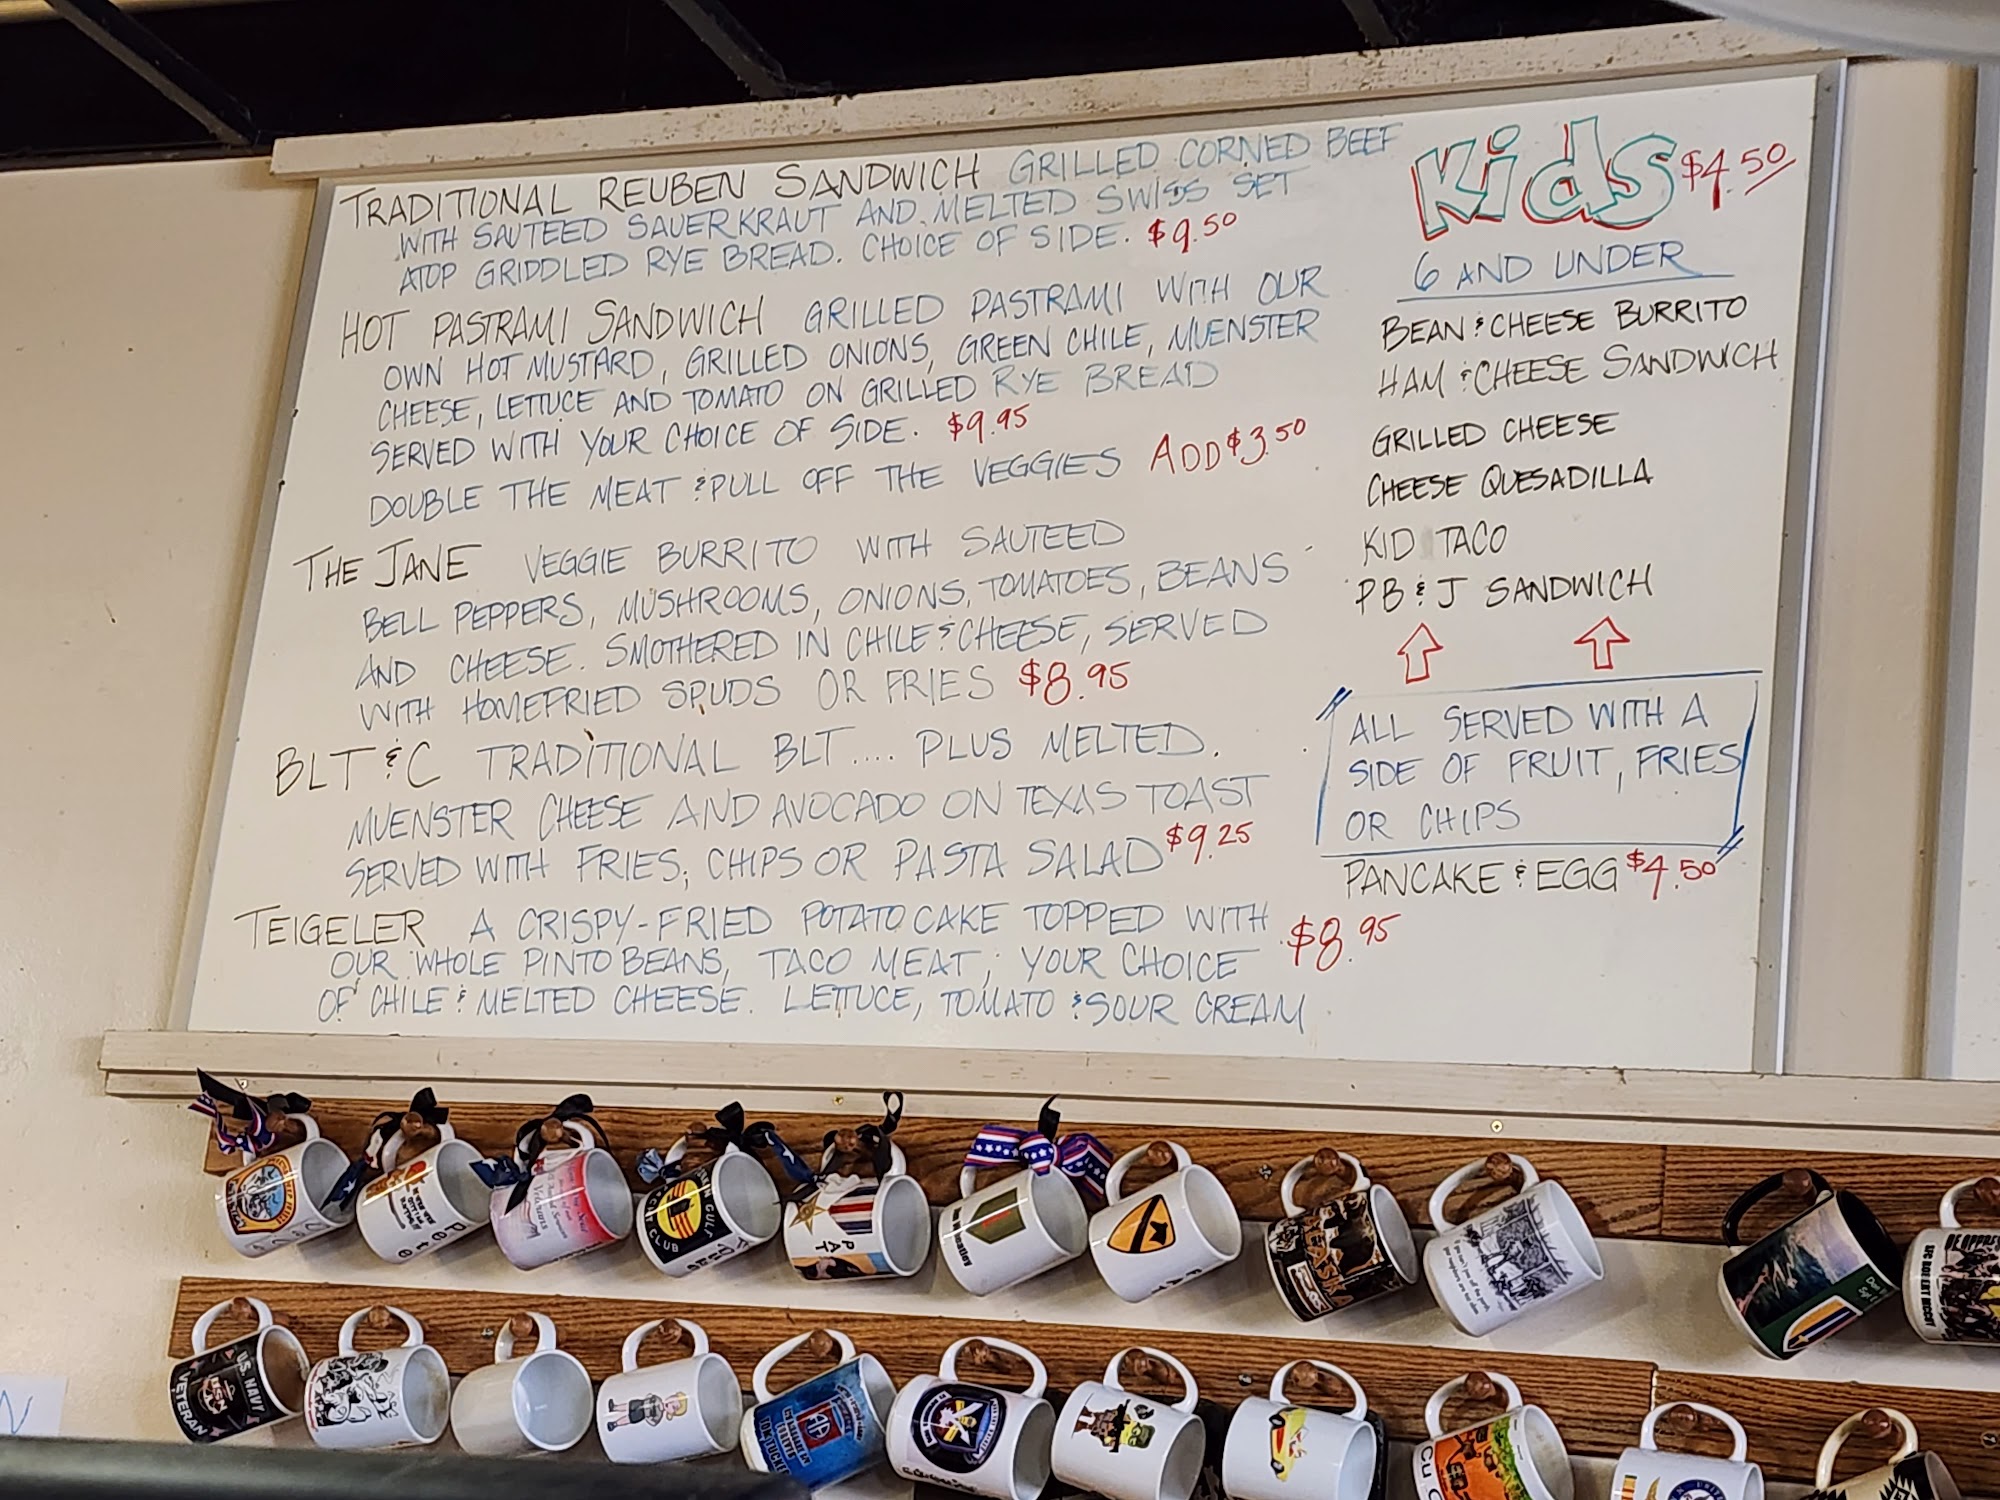 TRADITIONAL REUBEN SANDWICH GRILLED CORNED BEEF
WITH SAUTEED SAUERKRAUT AND MELTED SWISS SET
ATOP GRIDDLED RYE BREAD. CHOICE OF SIDE. $9.50
HOT PASTRAMI SANDWICH GRILLED PASTRAMI WITH OUR
OWN HOT MUSTARD, GRILLED ONIONS, GREEN CHILE, MUENSTER
CHEESE, LETTUCE AND TOMATO ON GRILLED RYE BREAD
SERVED WITH YOUR CHOICE OF SIDE. $9.95
DOUBLE THE MEAT & PULL OFF THE VEGGIES ADD $3.50
THE JANE VEGGIE BURRITO WITH SAUTEED
BELL PEPPERS, MUSHROOMS, ONIONS, TOMATOES, BEANS
AND CHEESE. SMOTHERED IN CHILE & CHEESE, SERVED
WITH HOMEFRIED SPUDS OR FRIES $8.95
BLT & C TRADITIONAL BLT.... PLUS MELTED.
MUENSTER CHEESE AND AVOCADO ON TEXAS TOAST
SERVED WITH FRIES, CHIPS OR PASTA SALAD $9.25
TEIGELER A CRISPY-FRIED POTATO CAKE TOPPED WITH $8.95
OUR WHOLE PINTO BEANS, TACO MEAT, YOUR CHOICE
OF CHILE & MELTED CHEESE. LETTUCE, TOMATO & SOUR CREAM
Kids $4.50
6 AND UNDER
BEAN & CHEESE BURRITO
HAM & CHEESE SANDWICH
GRILLED CHEESE
CHEESE QUESADILLA
KID TACO
PB & J SANDWICH
ALL SERVED WITH A
SIDE OF FRUIT, FRIES
OR CHIPS
PANCAKE & EGG $4.50
Pete
Veterans
CLUB
PAT
ALASKA
U.S. NAVY
VETERAN